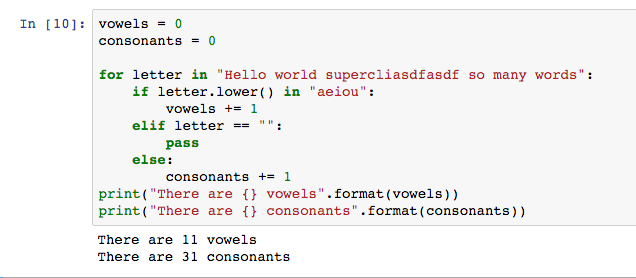 In [10]: vowels = 0
consonants = 0

for letter in "Hello world supercliasdfasdf so many words":
    if letter.lower() in "aeiou":
        vowels += 1
    elif letter == "":
        pass
    else:
        consonants += 1
print("There are {} vowels".format(vowels))
print("There are {} consonants".format(consonants))
There are 11 vowels
There are 31 consonants